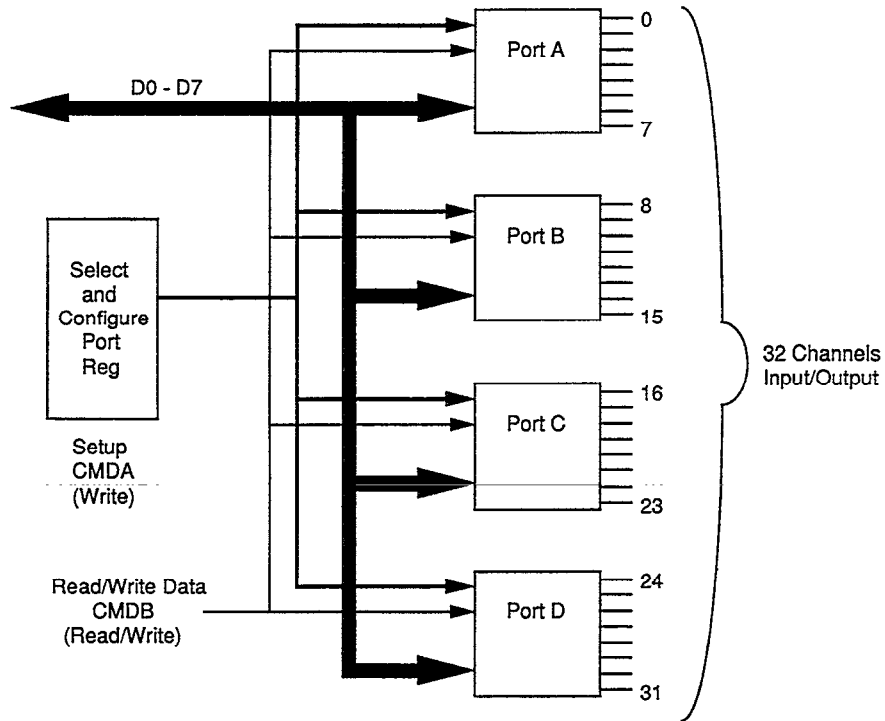 D0 - D7
Port A
0
7
Port B
8
15
Select
and
Configure
Port
Reg
Setup
CMDA
(Write)
Port C
16
23
Read/Write Data
CMDB
(Read/Write)
Port D
24
31
32 Channels
Input/Output